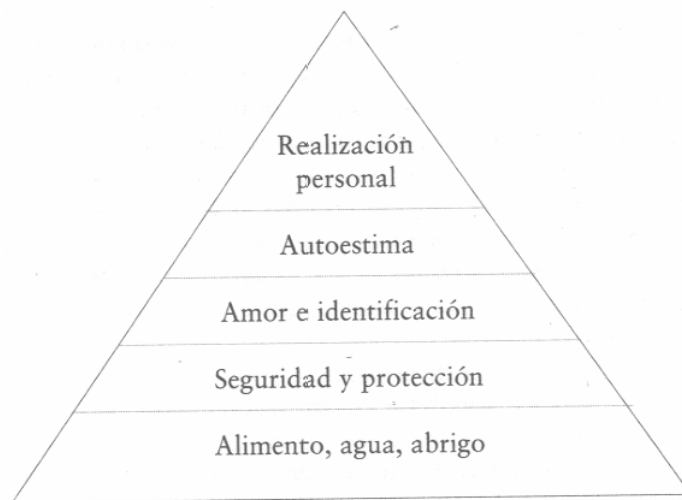 Realización
personal
Autoestima
Amor e identificación
Seguridad y protección
Alimento, agua, abrigo